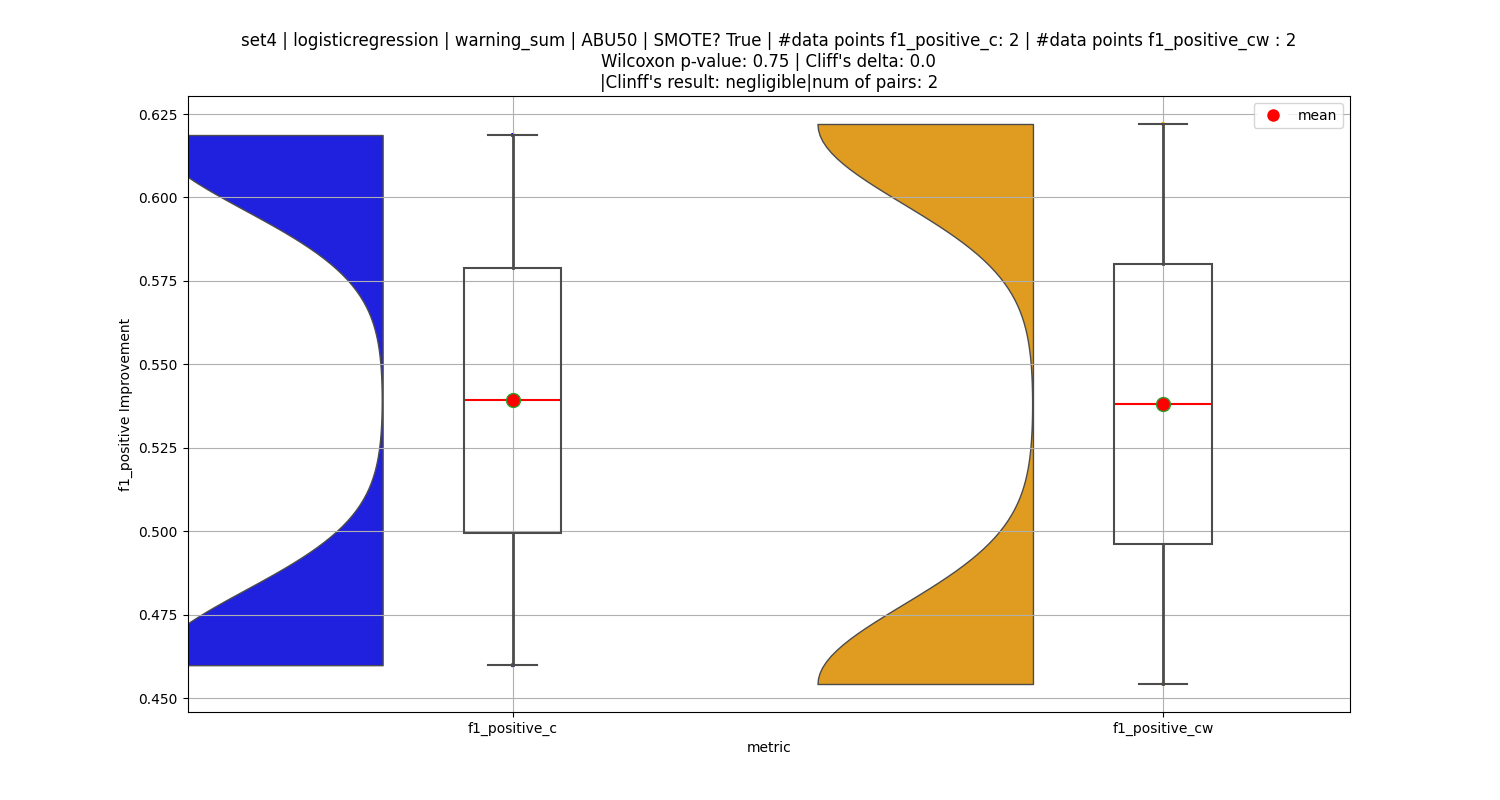 set4 | logisticregression | warning_sum | ABU50 | SMOTE? True | #data points f1_positive_c: 2 | #data points f1_positive_cw : 2
Wilcoxon p-value: 0.75 | Cliff's delta: 0.0
|Clinff's result: negligible|num of pairs: 2
mean
0.625
0.600
0.575
0.550
0.525
0.500
0.475
0.450
f1_positive Improvement
f1_positive_c
f1_positive_cw
metric